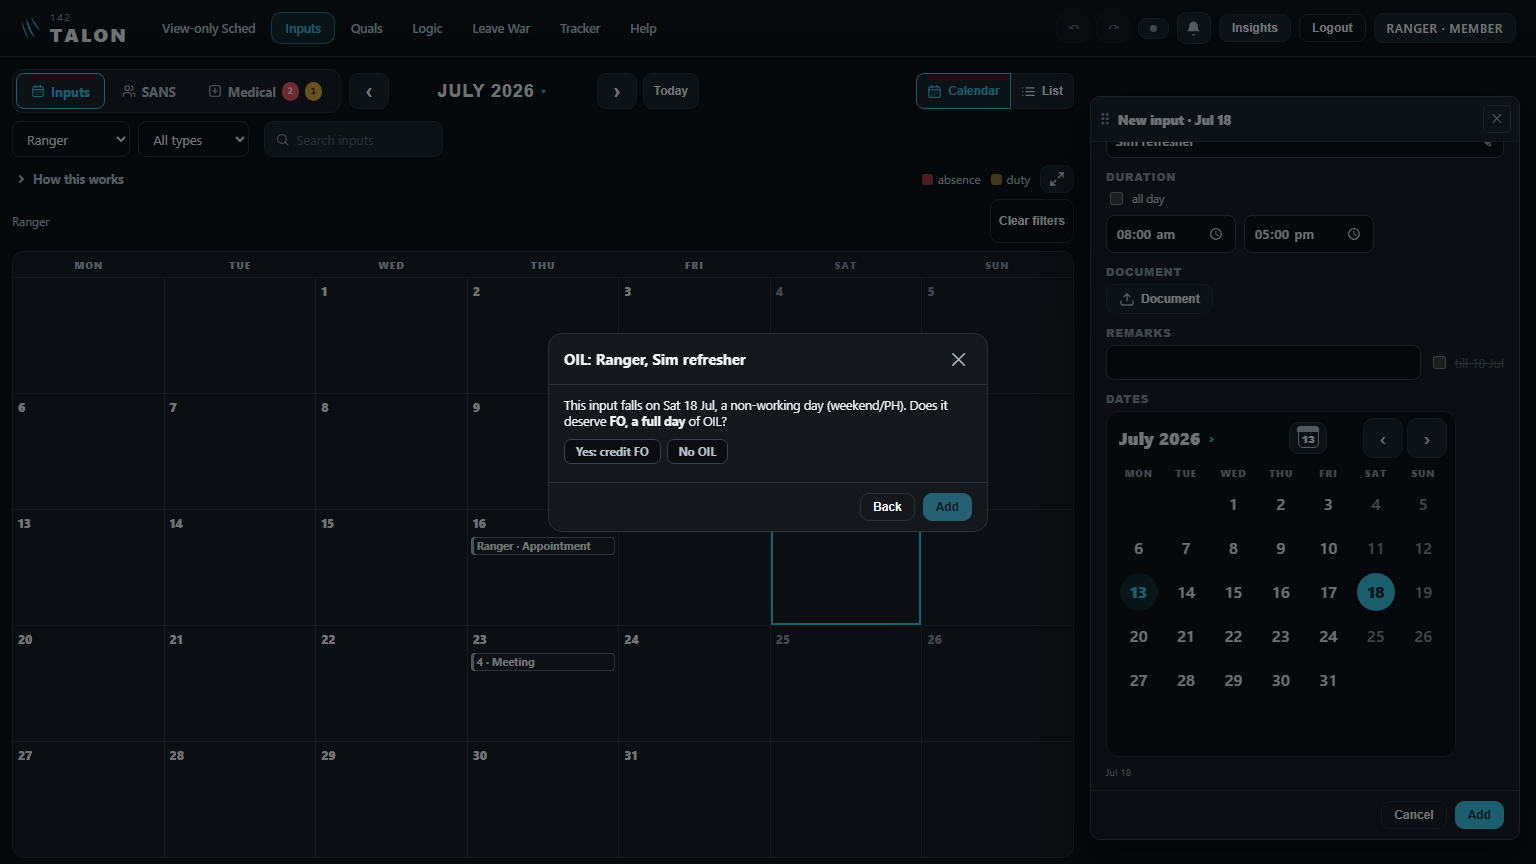 142
TALON
View-only Sched
Inputs
Quals
Logic
Leave War
Tracker
Help
Insights
Logout
RANGER · MEMBER
Inputs
SANS
Medical 2 1
‹
JULY 2026
›
Today
Calendar
List
Ranger
All types
Search inputs
How this works
absence
duty
Ranger
Clear filters
MON TUE WED THU FRI SAT SUN
1 2 3 4 5
6 7 8 9
13 14 15 16
Ranger · Appointment
20 21 22 23 24 25 26
4 · Meeting
27 28 29 30 31
OIL: Ranger, Sim refresher
This input falls on Sat 18 Jul, a non-working day (weekend/PH). Does it
deserve FO, a full day of OIL?
Yes: credit FO
No OIL
Back
Add
New input · Jul 18
Sim refresher
DURATION
all day
08:00 am
05:00 pm
DOCUMENT
Document
REMARKS
till 18 Jul
DATES
July 2026 ›
13
‹
›
MON TUE WED THU FRI SAT SUN
1 2 3 4 5
6 7 8 9 10 11 12
13 14 15 16 17 18 19
20 21 22 23 24 25 26
27 28 29 30 31
Jul 18
Cancel
Add